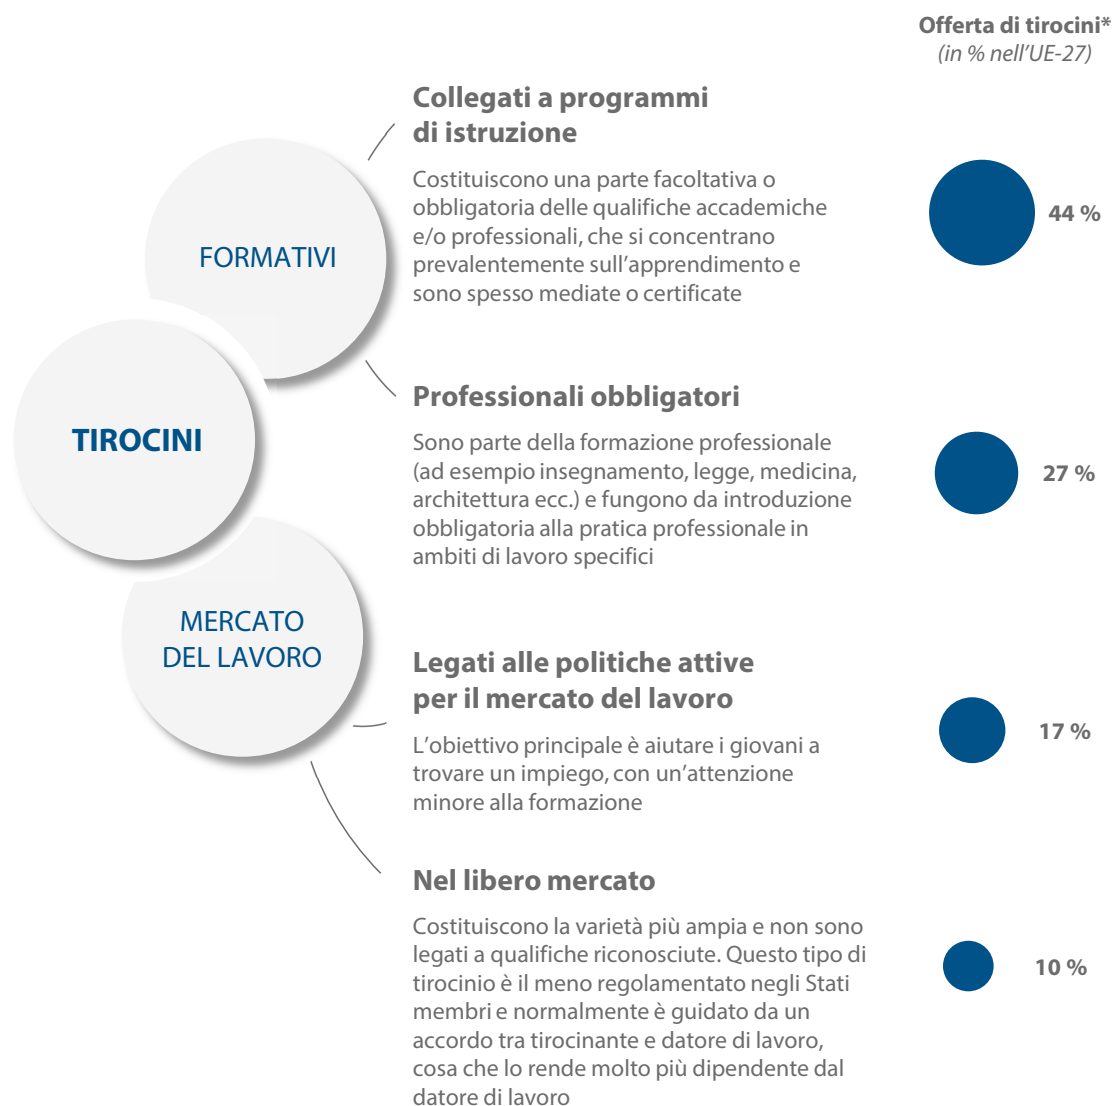 Offerta di tirocini*
(in % nell’UE-27)
Collegati a programmi
di istruzione
Costituiscono una parte facoltativa o
obbligatoria delle qualifiche accademiche
e/o professionali, che si concentrano
prevalentemente sull’apprendimento e
sono spesso mediate o certificate
44 %
FORMATIVI
Professionali obbligatori
Sono parte della formazione professionale
(ad esempio insegnamento, legge, medicina,
architettura ecc.) e fungono da introduzione
obbligatoria alla pratica professionale in
ambiti di lavoro specifici
27 %
TIROCINI
MERCATO
DEL LAVORO
Legati alle politiche attive
per il mercato del lavoro
L’obiettivo principale è aiutare i giovani a
trovare un impiego, con un’attenzione
minore alla formazione
17 %
Nel libero mercato
Costituiscono la varietà più ampia e non sono
legati a qualifiche riconosciute. Questo tipo di
tirocinio è il meno regolamentato negli Stati
membri e normalmente è guidato da un
accordo tra tirocinante e datore di lavoro,
cosa che lo rende molto più dipendente dal
datore di lavoro
10 %